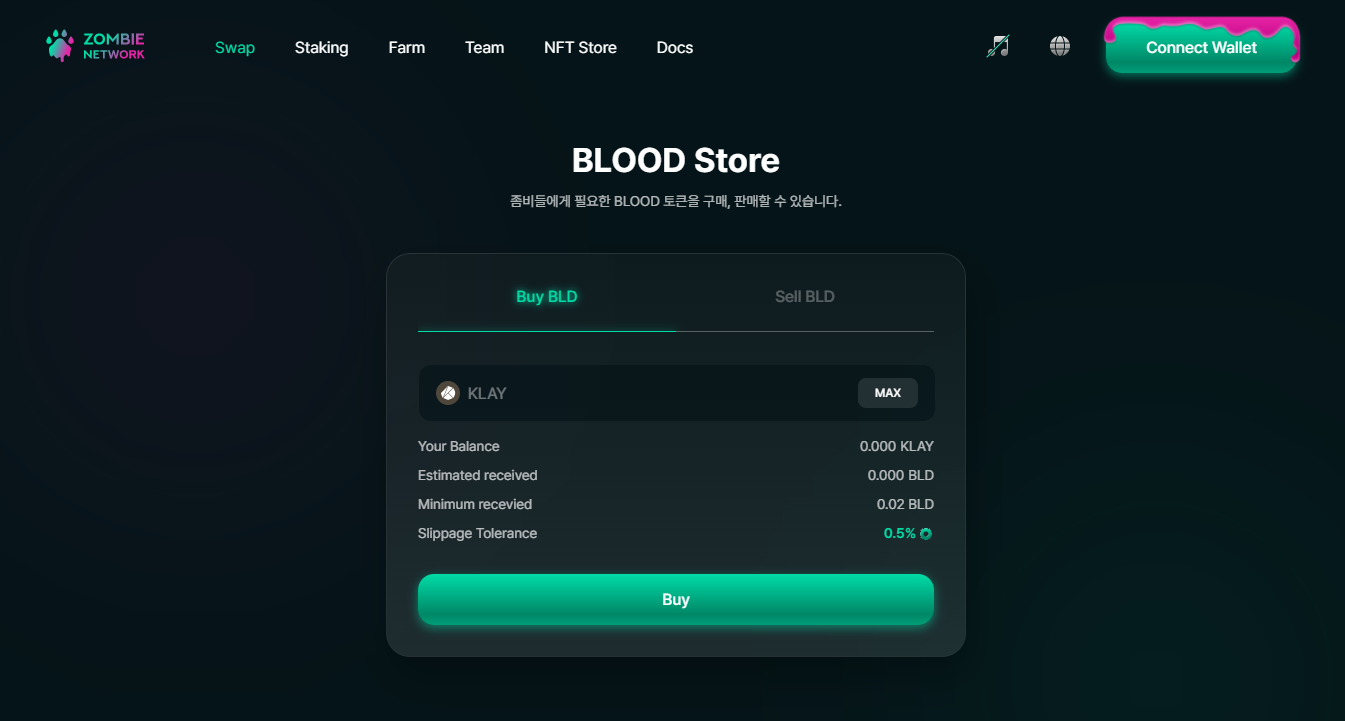 ZOMBIE
NETWORK
Swap
Staking
Farm
Team
NFT Store
Docs
Connect Wallet
BLOOD Store
좀비들에게 필요한 BLOOD 토큰을 구매, 판매할 수 있습니다.
Buy BLD
Sell BLD
KLAY
MAX
Your Balance 0.000 KLAY
Estimated received 0.000 BLD
Minimum recevied 0.02 BLD
Slippage Tolerance 0.5%
Buy